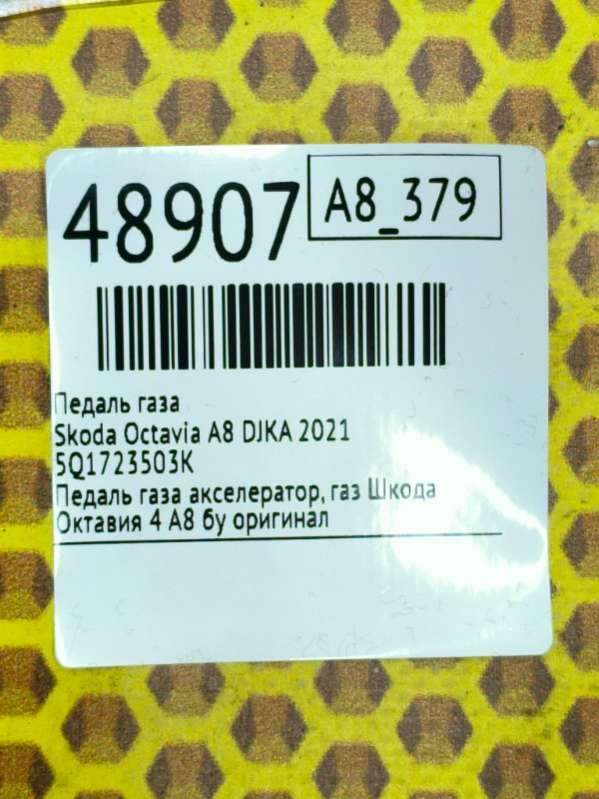 48907
A8_379
Педаль газа
Skoda Octavia A8 DJKA 2021
5Q1723503K
Педаль газа акселератор, газ Шкода
Октавия 4 А8 бу оригинал